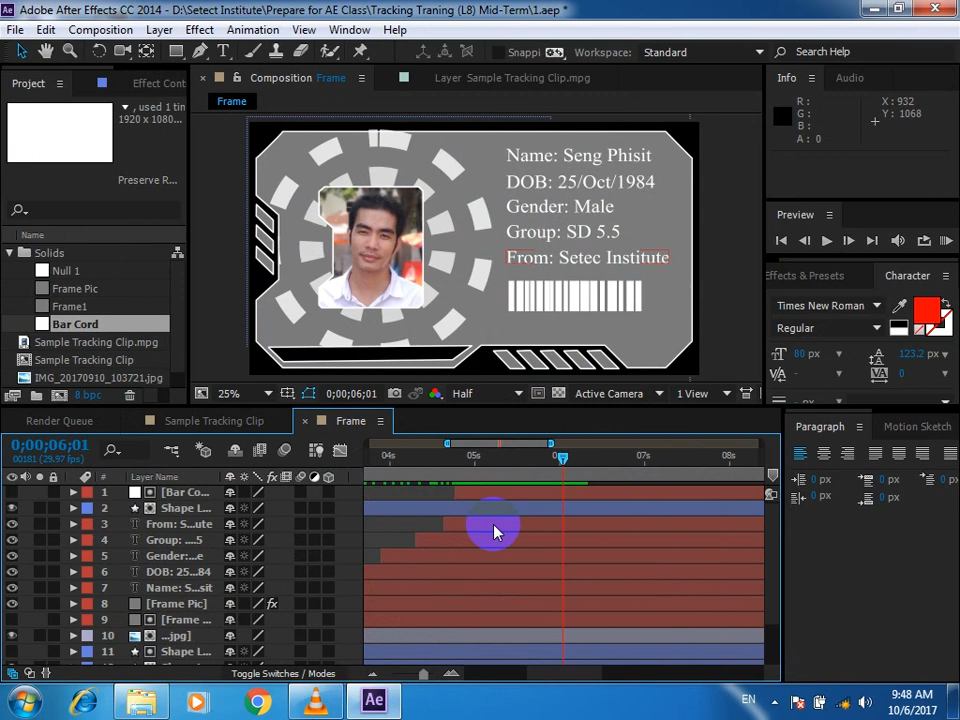 Adobe After Effects CC 2014 - D:\Setect Institute\Prepare for AE Class\Tracking Traning (L8) Mid-Term\1.aep *
File Edit Composition Layer Effect Animation View Window Help
Snappi Workspace: Standard Search Help
Project Effect Cont
Composition Frame Layer Sample Tracking Clip.mpg
Info Audio
Frame
, used 1 tin
1920 x 1080...
Preserve R...
R :
G :
B :
A : 0
X : 932
Y : 1068
Name: Seng Phisit
DOB: 25/Oct/1984
Gender: Male
Group: SD 5.5
From: Setec Institute
Preview
Name
Solids
Null 1
Frame Pic
Frame1
Bar Cord
Sample Tracking Clip.mpg
Sample Tracking Clip
IMG_20170910_103721.jpg
8 bpc
Effects & Presets Character
Times New Roman
Regular
80 px 123.2 px
- 0
25% 0;00;06;01 Half Active Camera 1 View
Render Queue Sample Tracking Clip Frame
0;00;06;01
00181 (29.97 fps)
04s 05s 0 07s 08s
# Layer Name
1 [Bar Co...
2 Shape L...
3 From: S...ute
4 Group: ....5
5 Gender:...e
6 DOB: 25...84
7 Name: S...sit
8 [Frame Pic] fx
9 [Frame ...
10 ...jpg]
11 Shape L...
Toggle Switches / Modes
Paragraph Motion Sketch
0 px 0 px 0 px
0 px 0 px
Ae
EN
9:48 AM
10/6/2017